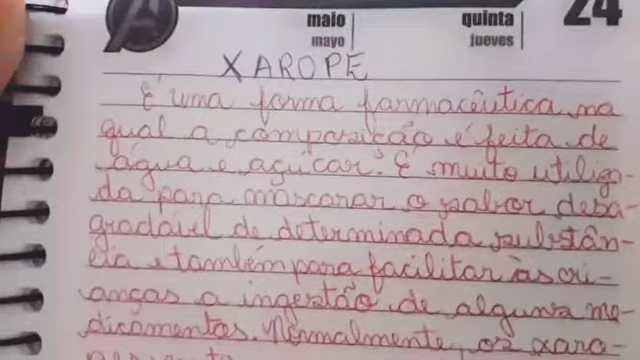 maio quinta 24
mayo jueves
XAROPE
É uma forma farmacêutica na
qual a composição é feita de
água e açúcar. É muito utiliza-
da para mascarar o sabor desa-
gradável de determinada substân-
cia e também para facilitar às cri-
anças a ingestão de alguns me-
dicamentos. Normalmente, os xaro-